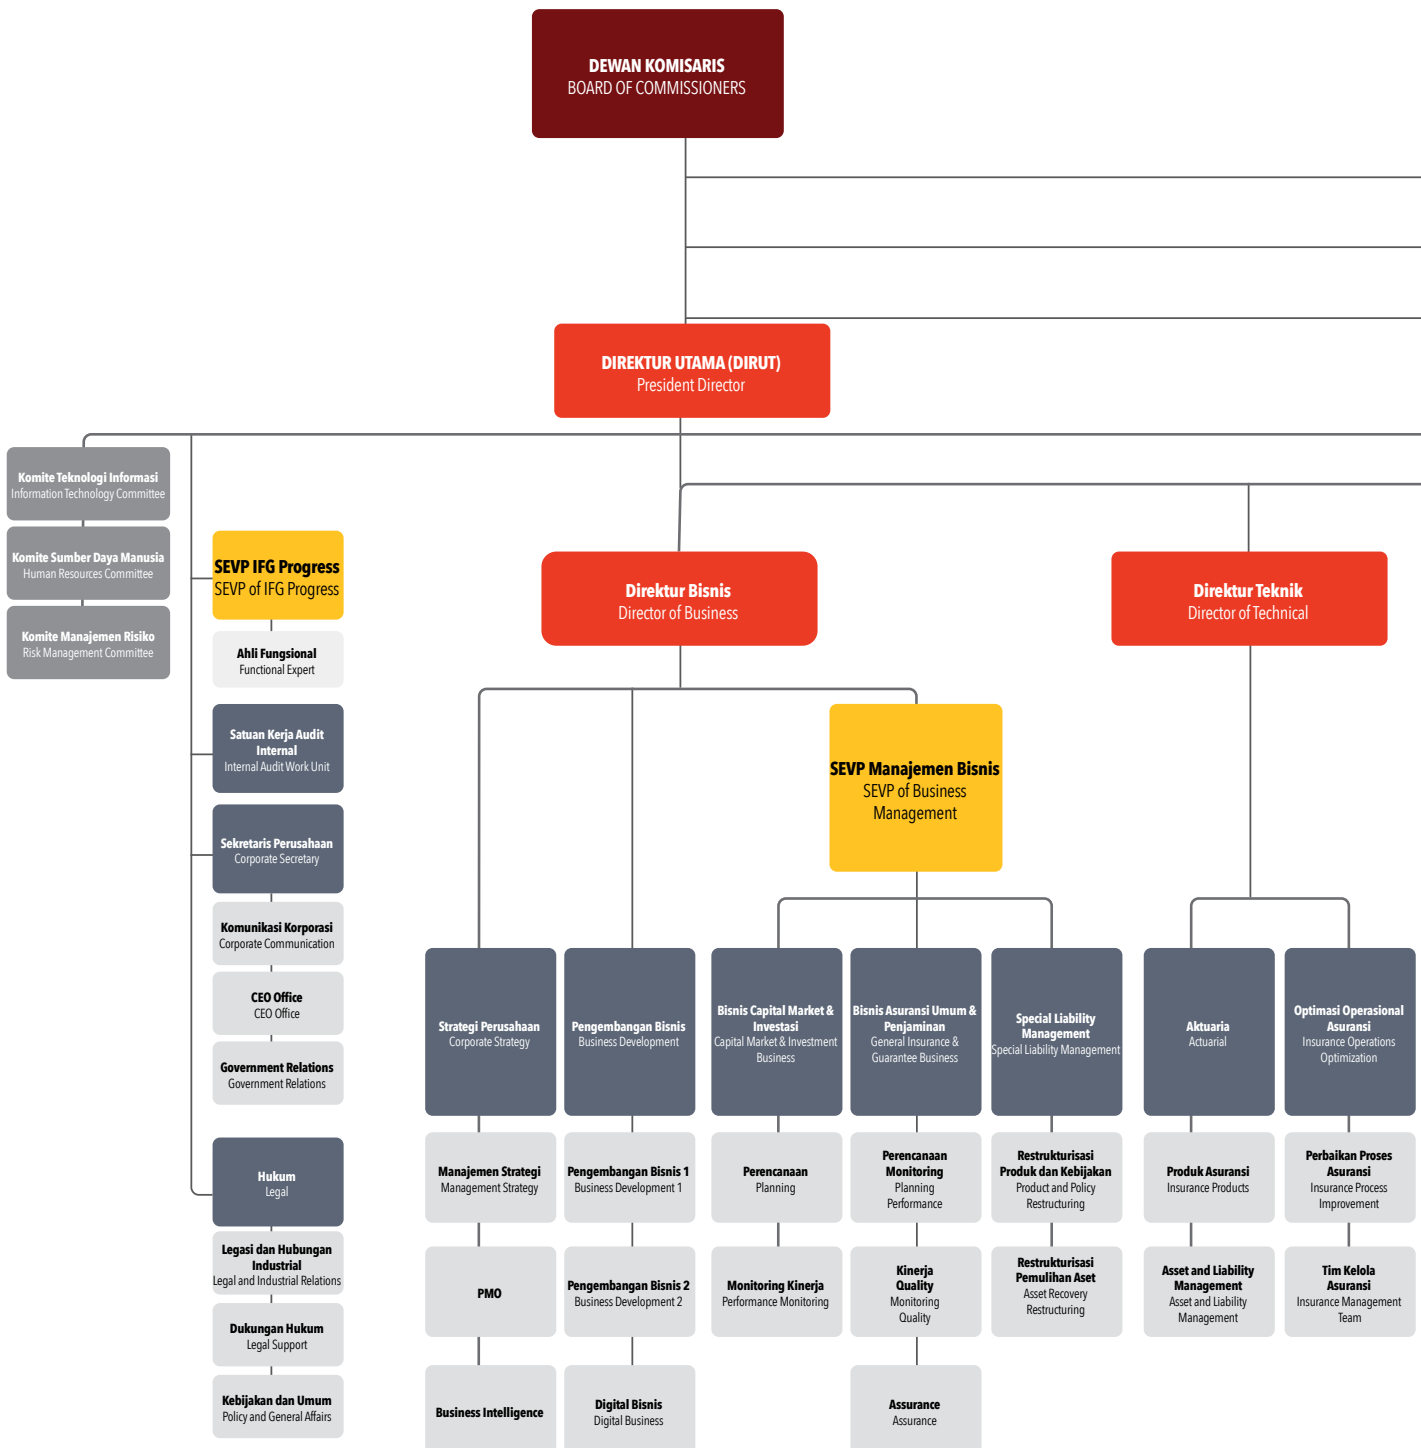 DEWAN KOMISARIS
BOARD OF COMMISSIONERS
DIREKTUR UTAMA (DIRUT)
President Director
Komite Teknologi Informasi
Information Technology Committee
Komite Sumber Daya Manusia
Human Resources Committee
Komite Manajemen Risiko
Risk Management Committee
SEVP IFG Progress
SEVP of IFG Progress
Ahli Fungsional
Functional Expert
Satuan Kerja Audit
Internal
Internal Audit Work Unit
Sekretaris Perusahaan
Corporate Secretary
Komunikasi Korporasi
Corporate Communication
CEO Office
CEO Office
Government Relations
Government Relations
Hukum
Legal
Legasi dan Hubungan
Industrial
Legal and Industrial Relations
Dukungan Hukum
Legal Support
Kebijakan dan Umum
Policy and General Affairs
Direktur Bisnis
Director of Business
Direktur Teknik
Director of Technical
SEVP Manajemen Bisnis
SEVP of Business
Management
Strategi Perusahaan
Corporate Strategy
Manajemen Strategi
Management Strategy
PMO
Business Intelligence
Pengembangan Bisnis
Business Development
Pengembangan Bisnis 1
Business Development 1
Pengembangan Bisnis 2
Business Development 2
Digital Bisnis
Digital Business
Bisnis Capital Market &
Investasi
Capital Market & Investment
Business
Perencanaan
Planning
Monitoring Kinerja
Performance Monitoring
Bisnis Asuransi Umum &
Penjaminan
General Insurance &
Guarantee Business
Perencanaan
Monitoring
Planning
Performance
Kinerja
Quality
Monitoring
Quality
Assurance
Assurance
Special Liability
Management
Special Liability Management
Restrukturisasi
Produk dan Kebijakan
Product and Policy
Restructuring
Restrukturisasi
Pemulihan Aset
Asset Recovery
Restructuring
Aktuaria
Actuarial
Produk Asuransi
Insurance Products
Asset and Liability
Management
Asset and Liability
Management
Optimasi Operasional
Asuransi
Insurance Operations
Optimization
Perbaikan Proses
Asuransi
Insurance Process
Improvement
Tim Kelola
Asuransi
Insurance Management
Team